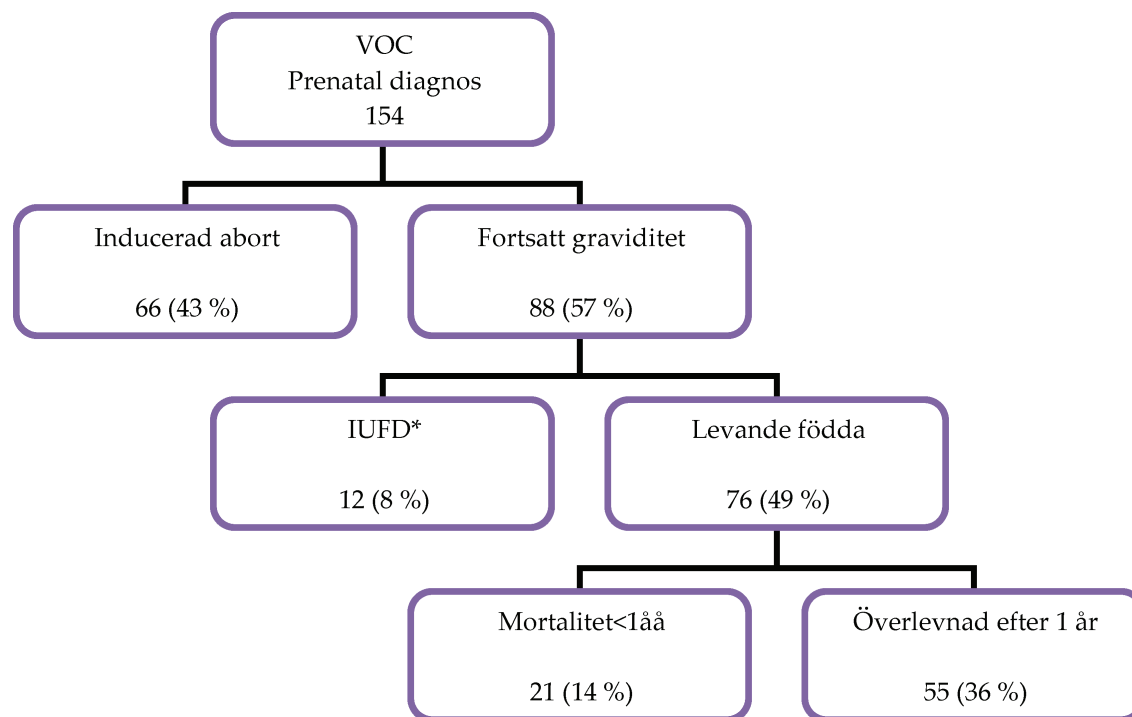 VOC
Prenatal diagnos
154
Inducerad abort
66 (43 %)
Fortsatt graviditet
88 (57 %)
IUFD*
12 (8 %)
Levande födda
76 (49 %)
Mortalitet<1åå
21 (14 %)
Överlevnad efter 1 år
55 (36 %)